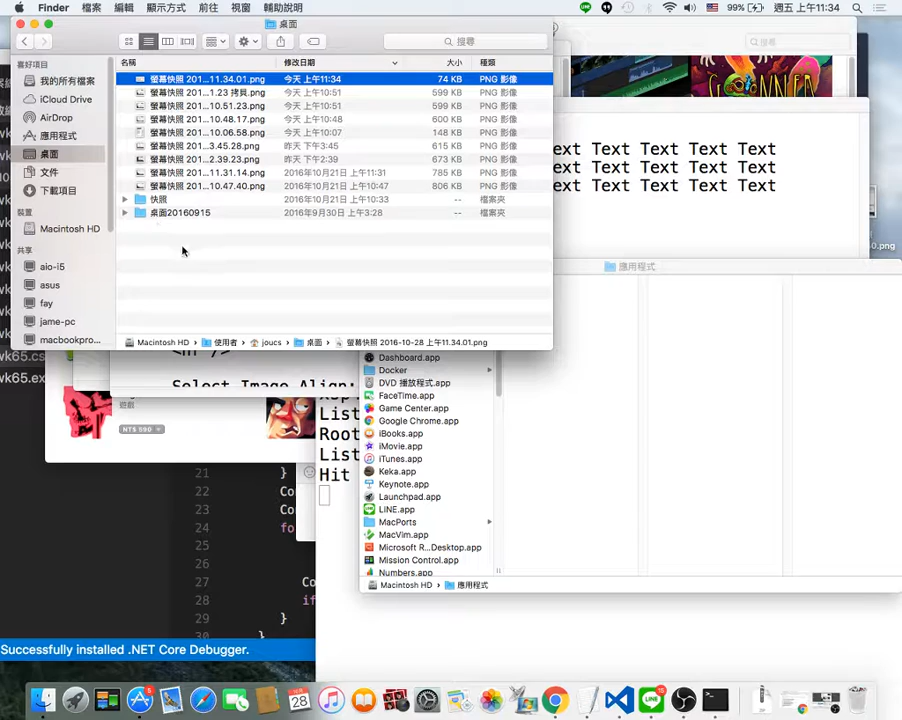 Finder 檔案 編輯 顯示方式 前往 視窗 輔助說明 99% 週五 上午11:34
桌面
搜尋
搜尋
喜好項目
我的所有檔案
iCloud Drive
AirDrop
應用程式
桌面
文件
下載項目
裝置
Macintosh HD
共享
aio-i5
asus
fay
jame-pc
macbookpro...
名稱 修改日期 大小 種類
螢幕快照 201...11.34.01.png 今天 上午11:34 74 KB PNG 影像
螢幕快照 201...1.23 拷貝.png 今天 上午10:51 599 KB PNG 影像
螢幕快照 201...10.51.23.png 今天 上午10:51 599 KB PNG 影像
螢幕快照 201...10.48.17.png 今天 上午10:48 600 KB PNG 影像
螢幕快照 201...10.06.58.png 今天 上午10:07 148 KB PNG 影像
螢幕快照 201...3.45.28.png 昨天 下午3:45 615 KB PNG 影像
螢幕快照 201...2.39.23.png 昨天 下午2:39 673 KB PNG 影像
螢幕快照 201...11.31.14.png 2016年10月21日 上午11:31 785 KB PNG 影像
螢幕快照 201...10.47.40.png 2016年10月21日 上午10:47 806 KB PNG 影像
快照 2016年10月21日 上午10:33 -- 檔案夾
桌面20160915 2016年9月30日 上午3:28 -- 檔案夾
Macintosh HD 使用者 joucs 桌面 螢幕快照 2016-10-28 上午11.34.01.png
ext Text Text Text Text
ext Text Text Text Text
ext Text Text Text Text
應用程式
Dashboard.app
Docker
DVD 播放程式.app
FaceTime.app
Game Center.app
Google Chrome.app
iBooks.app
iMovie.app
iTunes.app
Keka.app
Keynote.app
Launchpad.app
LINE.app
MacPorts
MacVim.app
Microsoft R...Desktop.app
Mission Control.app
Numbers.app
Macintosh HD 應用程式
wk65.cs
wk65.ex
Select Image Align:
遊戲
NT$ 590
List
Root
List
Hit
21 }
22 Co
23 Co
24 fo
25
26
27 Co
28 if
29 }
30 }
Successfully installed .NET Core Debugger.
5
28
15